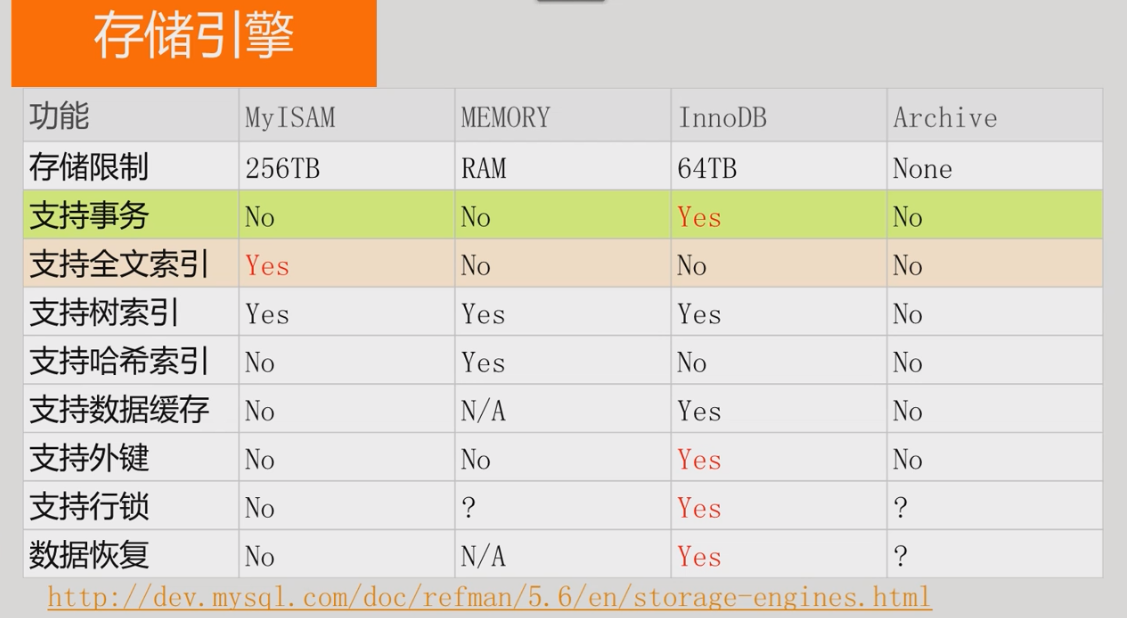 存储引擎
功能 MyISAM MEMORY InnoDB Archive
存储限制 256TB RAM 64TB None
支持事务 No No Yes No
支持全文索引 Yes No No No
支持树索引 Yes Yes Yes No
支持哈希索引 No Yes No No
支持数据缓存 No N/A Yes No
支持外键 No No Yes No
支持行锁 No ? Yes ?
数据恢复 No N/A Yes ?
http://dev.mysql.com/doc/refman/5.6/en/storage-engines.html